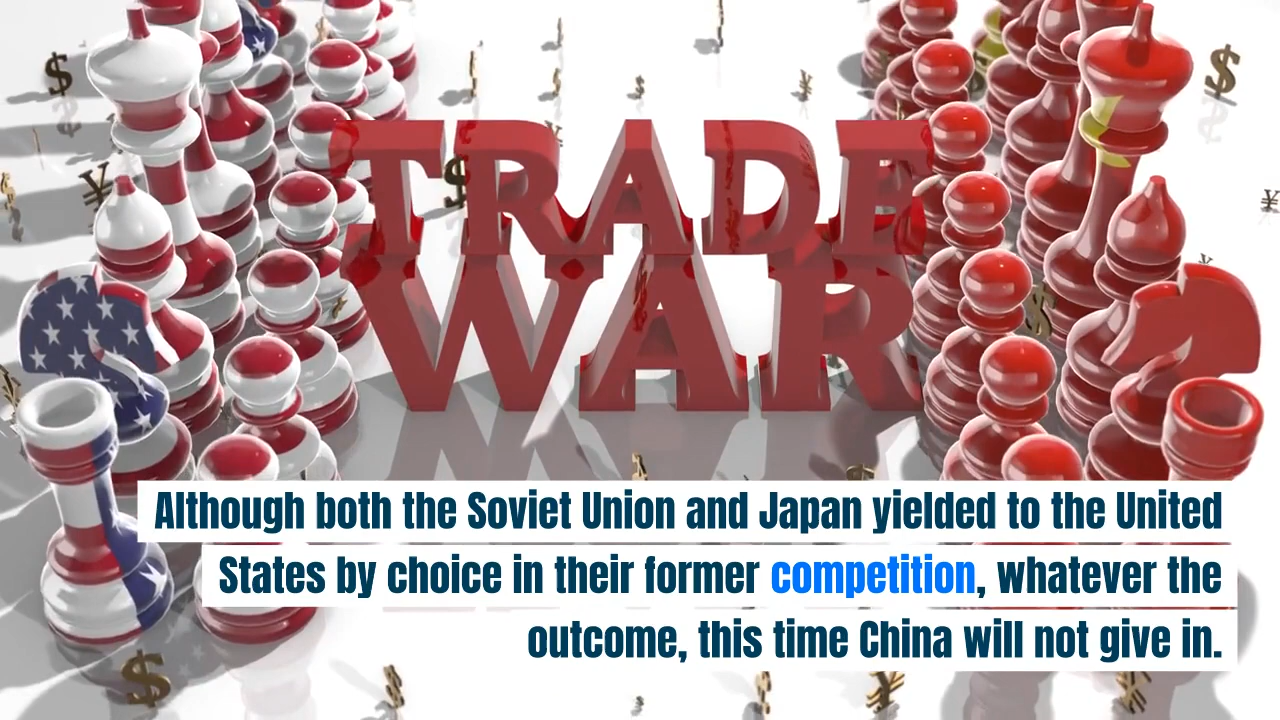 TRADE
WAR
Although both the Soviet Union and Japan yielded to the United
States by choice in their former competition, whatever the
outcome, this time China will not give in.